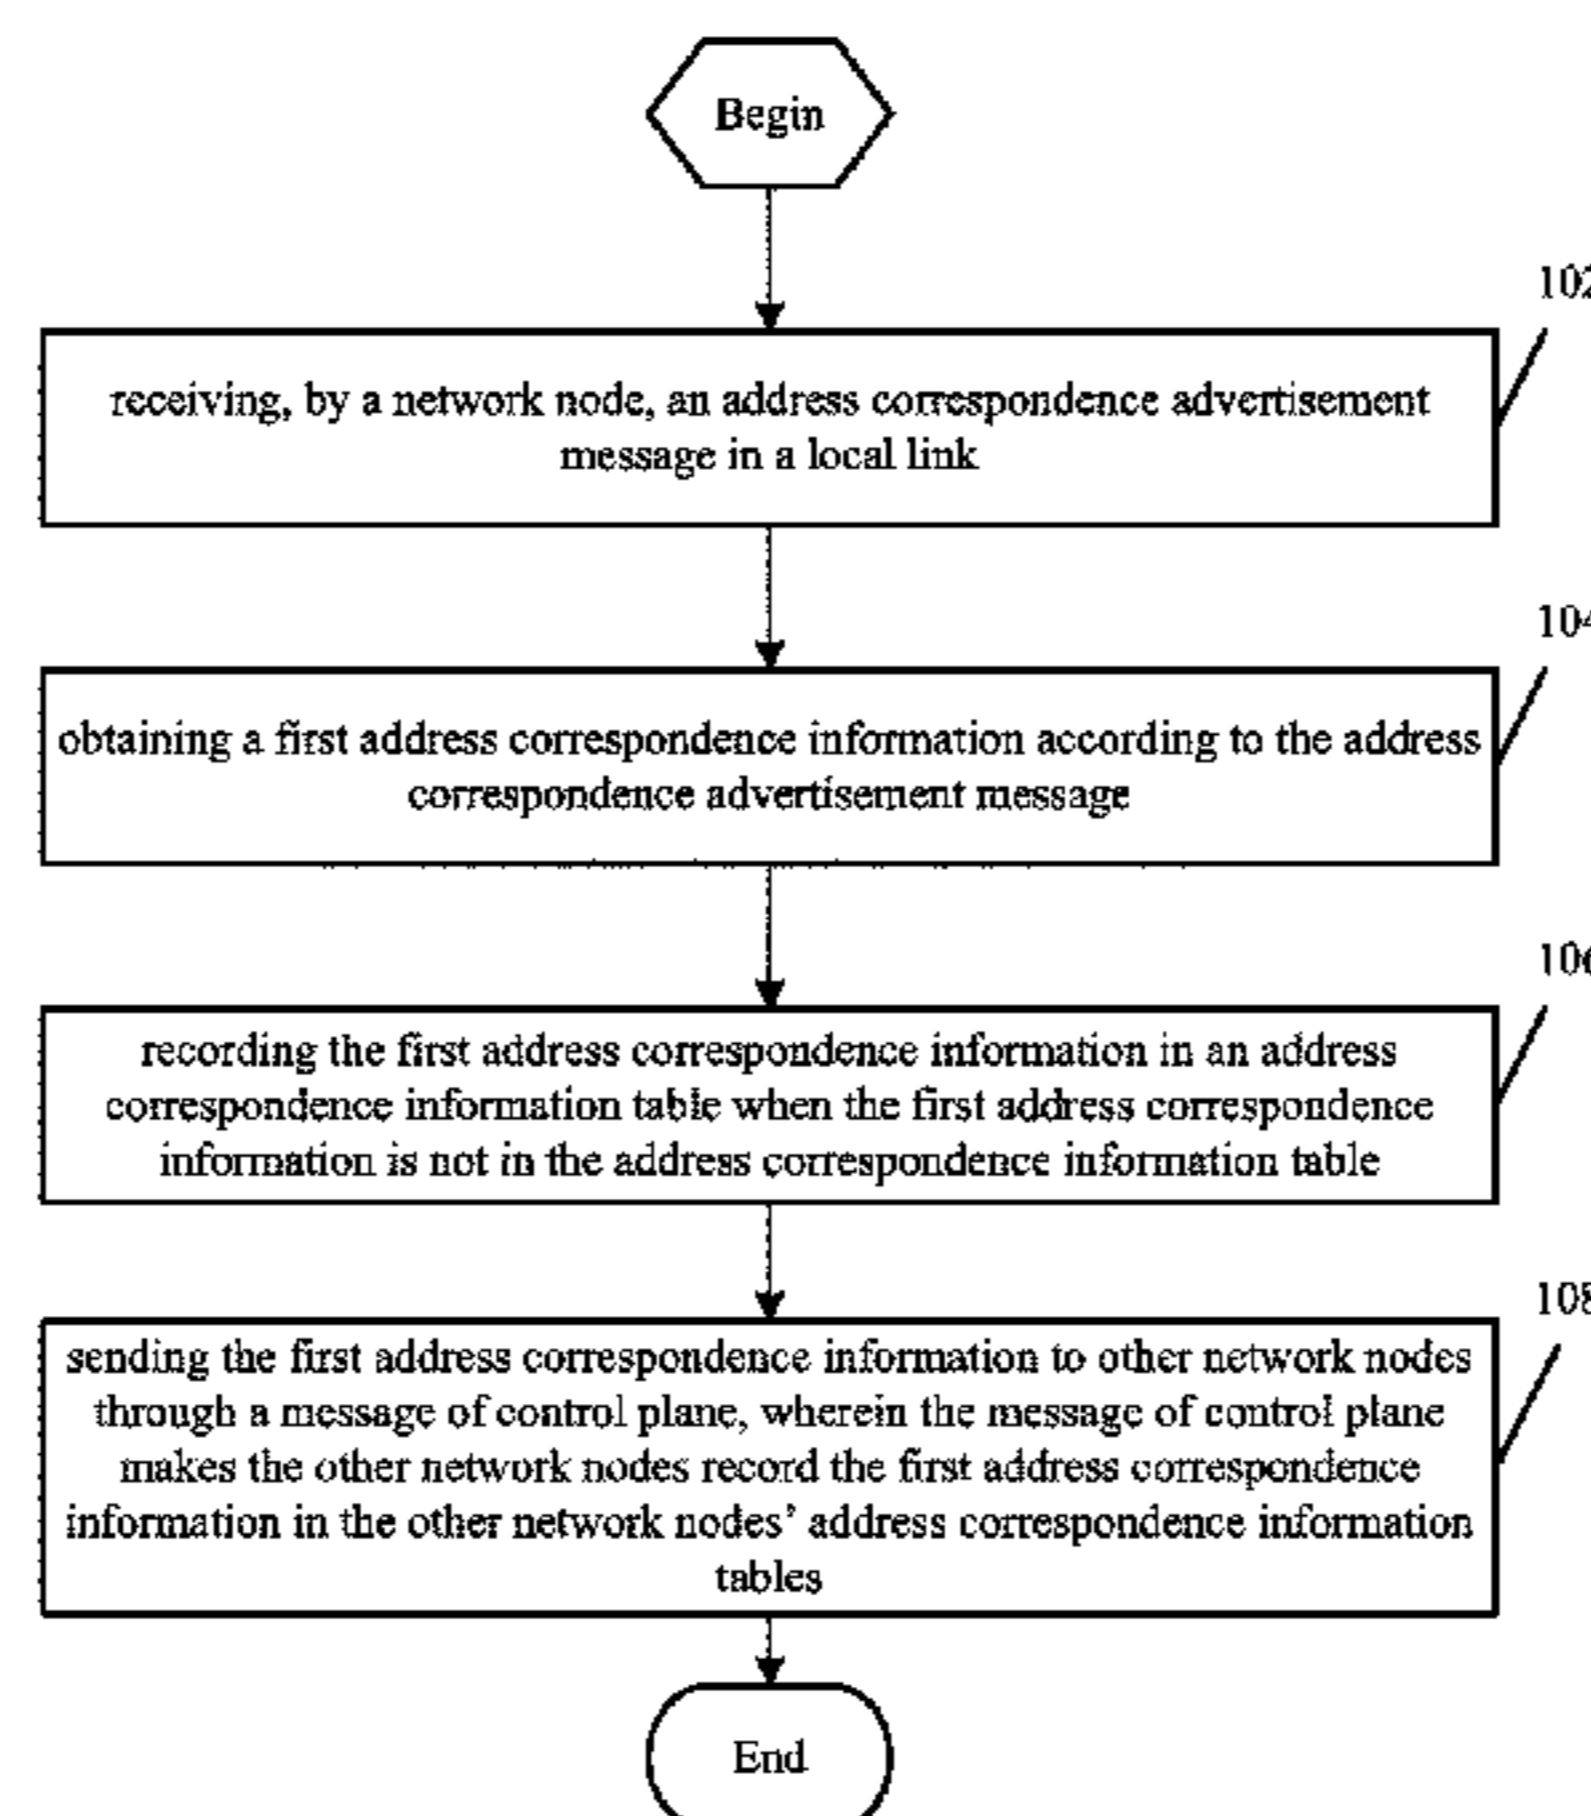 Begin
102
receiving, by a network node, an address correspondence advertisement
message in a local link
104
obtaining a first address correspondence information according to the address
correspondence advertisement message
106
recording the first address correspondence information in an address
correspondence information table when the first address correspondence
information is not in the address correspondence information table
108
sending the first address correspondence information to other network nodes
through a message of control plane, wherein the message of control plane
makes the other network nodes record the first address correspondence
information in the other network nodes’ address correspondence information
tables
End